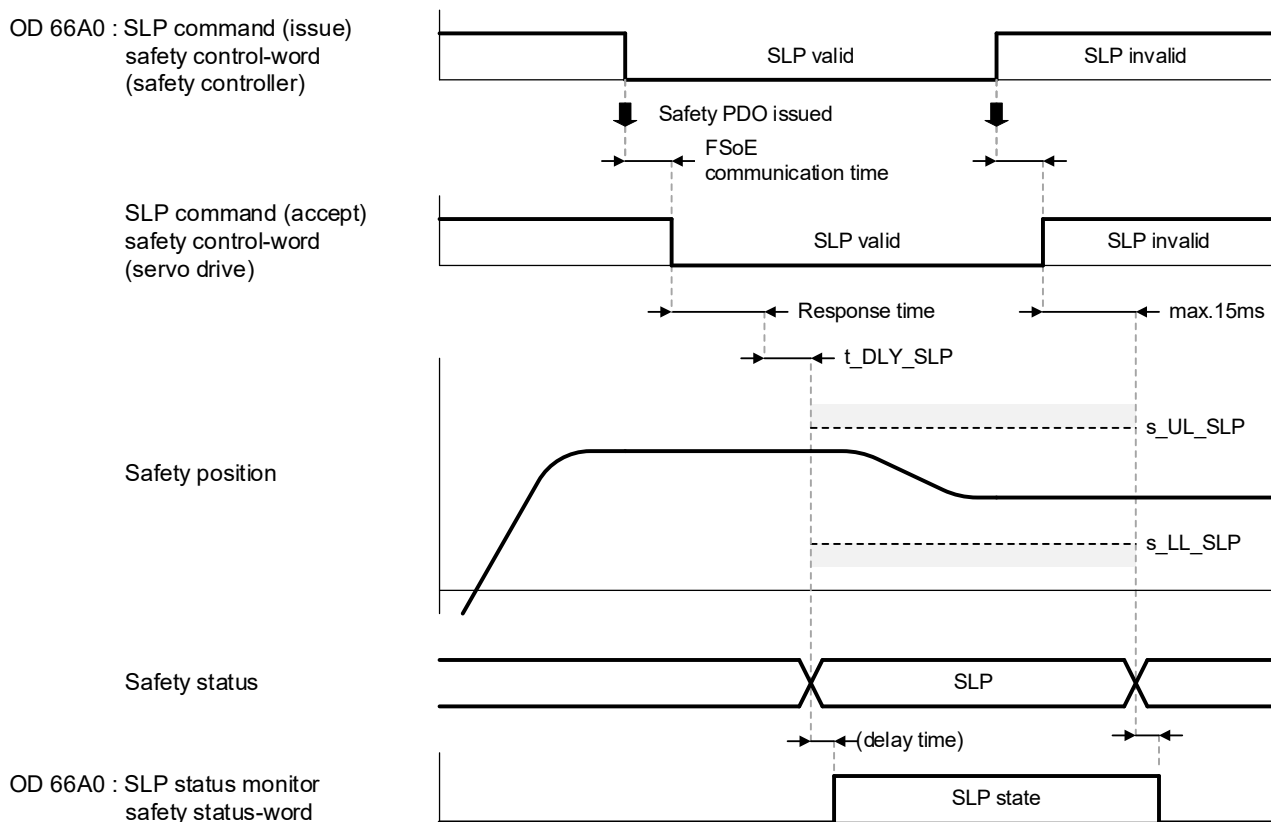 OD 66A0 : SLP command (issue)
safety control-word
(safety controller)
SLP valid
SLP invalid
Safety PDO issued
FSoE
communication time
SLP command (accept)
safety control-word
(servo drive)
SLP valid
SLP invalid
Response time
max.15ms
t_DLY_SLP
s_UL_SLP
Safety position
s_LL_SLP
Safety status
SLP
(delay time)
OD 66A0 : SLP status monitor
safety status-word
SLP state